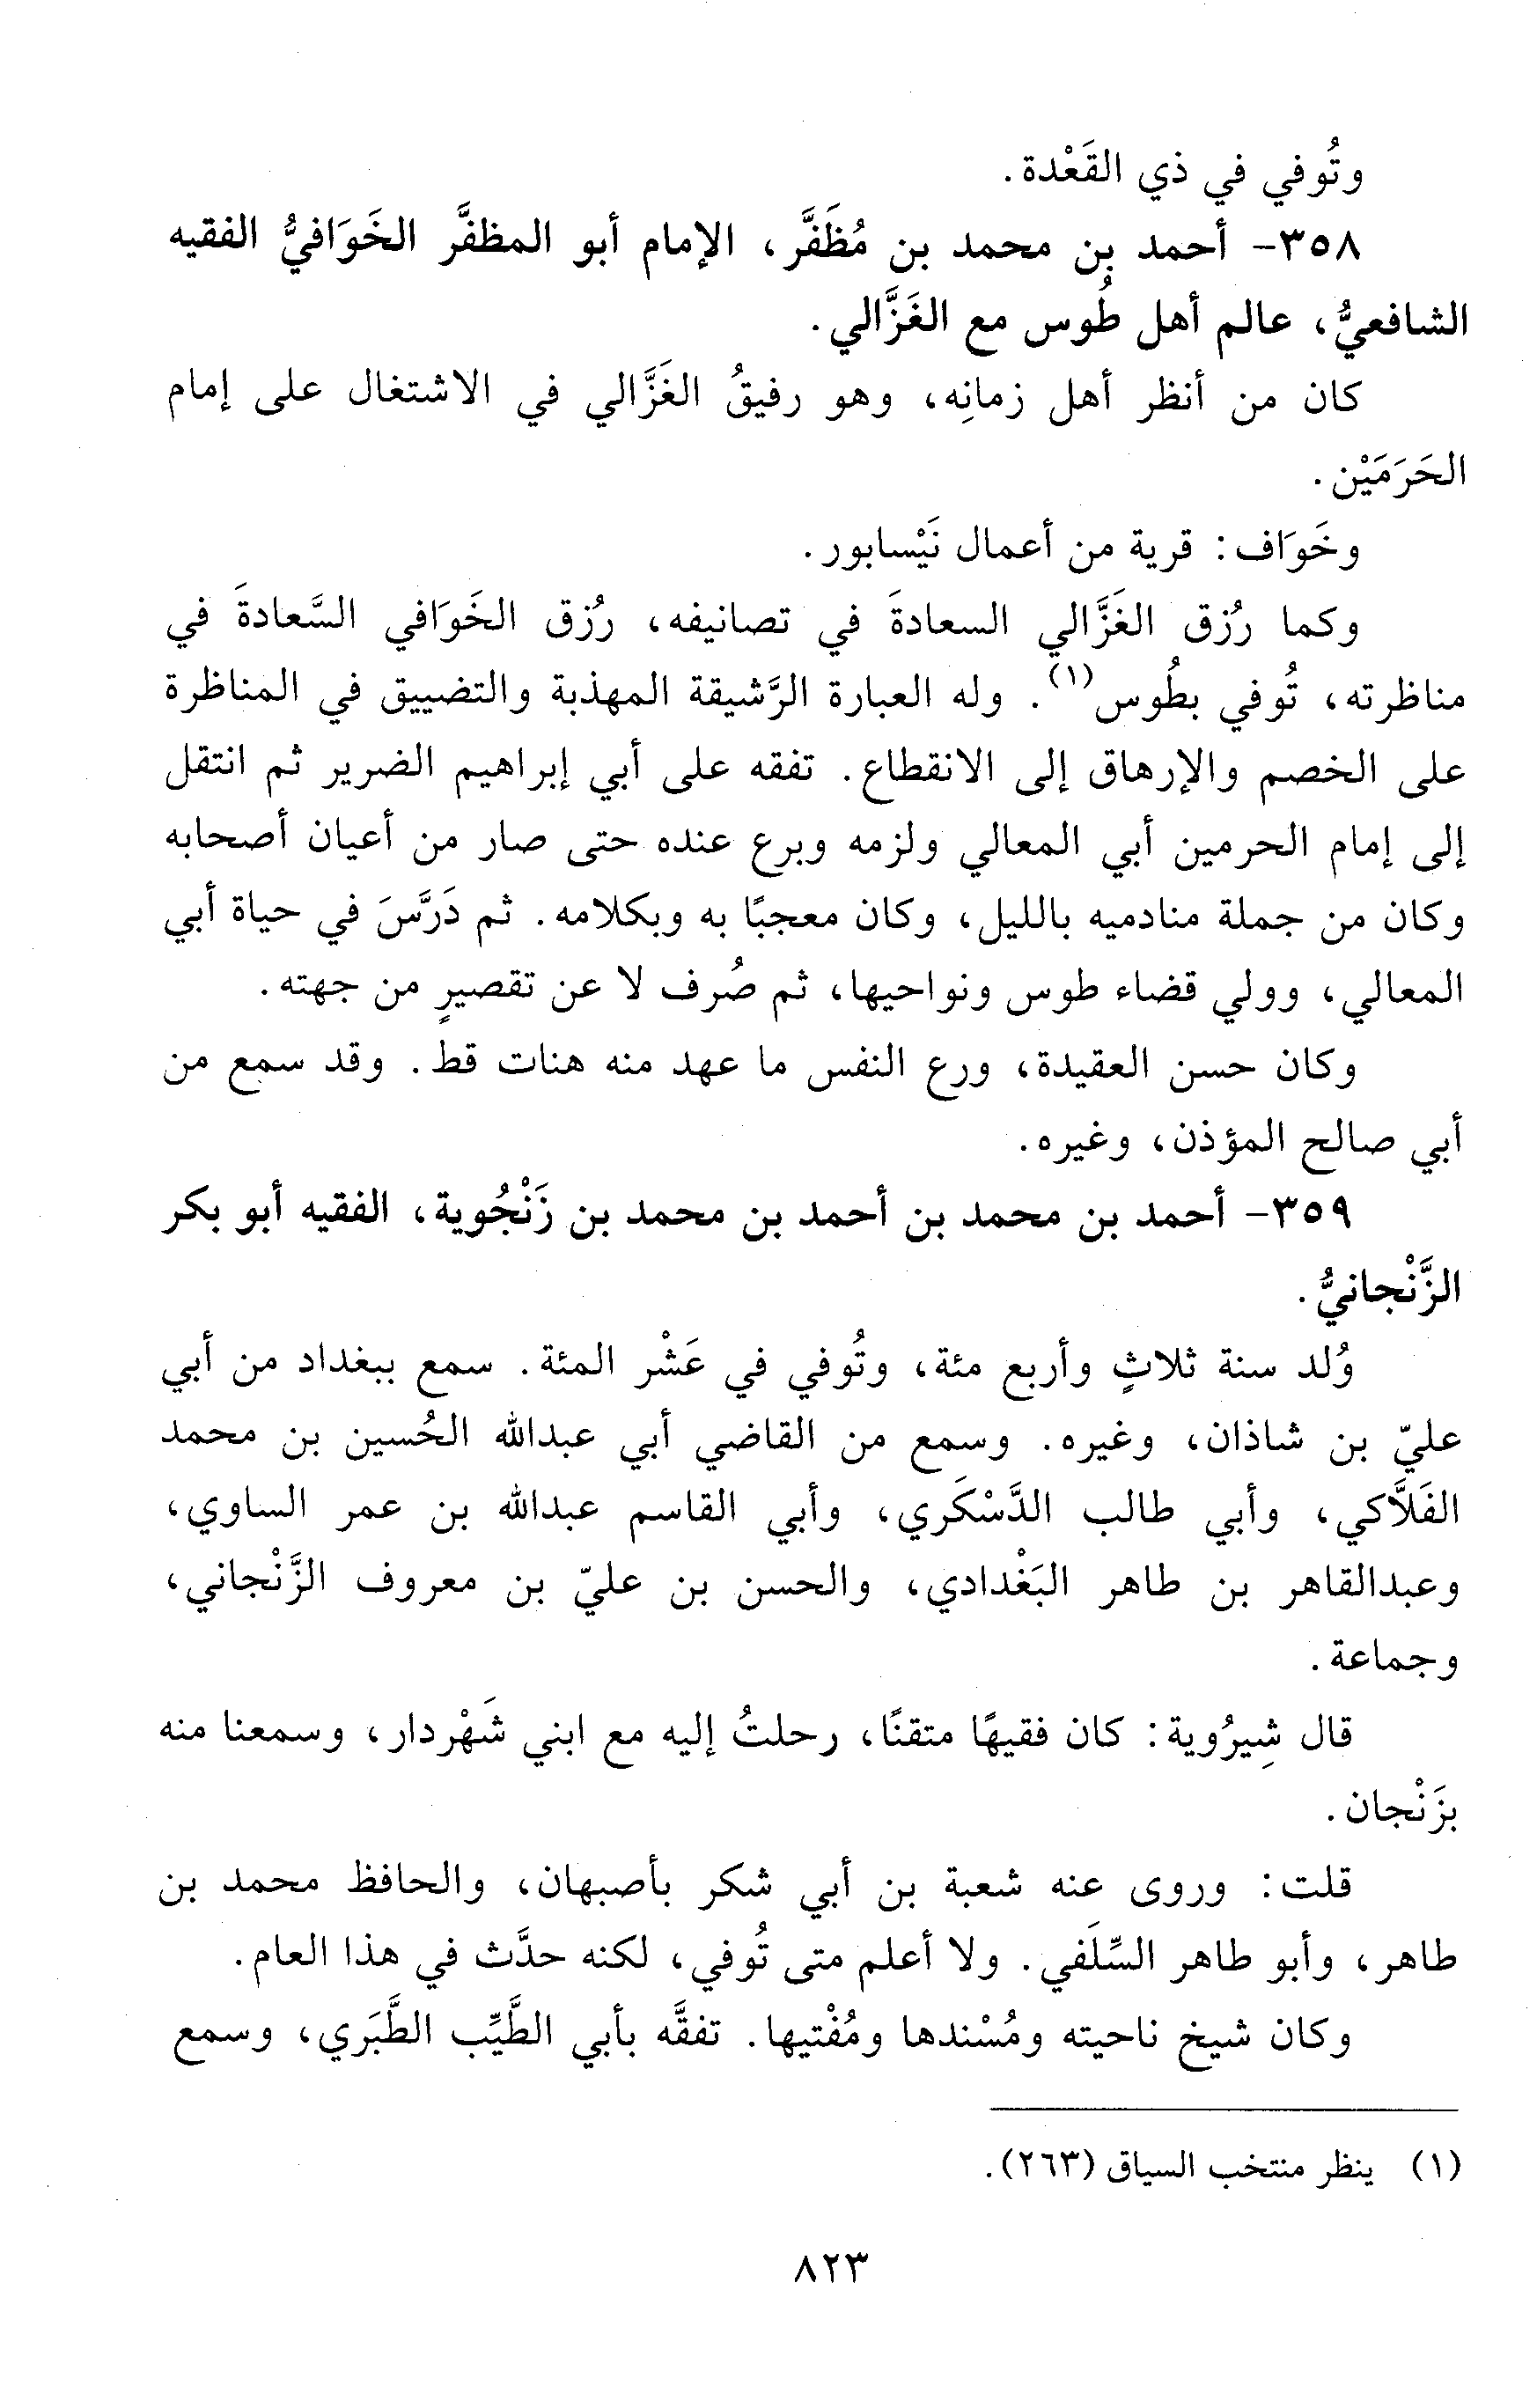 وتُوفي في ذي القَعْدة.
٣٥٨- أحمد بن محمد بن مُظَفَّر، الإمام أبو المظفَّر الخَوَافيُّ الفقيه
الشافعيُّ، عالم أهل طُوس مع الغَزَّالي.
كان من أنظر أهل زمانِه، وهو رفيقُ الغَزَّالي في الاشتغال على إمام
الحَرَمَيْن.
وخَوَاف: قرية من أعمال نَيْسابور.
وكما رُزق الغَزَّالي السعادةَ في تصانيفه، رُزق الخَوَافي السَّعادةَ في
مناظرته، تُوفي بطُوس(١). وله العبارة الرَّشيقة المهذبة والتضييق في المناظرة
على الخصم والإرهاق إلى الانقطاع. تفقه على أبي إبراهيم الضرير ثم انتقل
إلى إمام الحرمين أبي المعالي ولزمه وبرع عنده حتى صار من أعيان أصحابه
وكان من جملة منادميه بالليل، وكان معجبًا به وبكلامه. ثم دَرَّسَ في حياة أبي
المعالي، وولي قضاء طوس ونواحيها، ثم صُرف لا عن تقصيرٍ من جهته.
وكان حسن العقيدة، ورع النفس ما عهد منه هنات قط. وقد سمع من
أبي صالح المؤذن، وغيره.
٣٥٩- أحمد بن محمد بن أحمد بن محمد بن زَنْجُوية، الفقيه أبو بكر
الزَّنْجانيُّ.
وُلد سنة ثلاثٍ وأربع مئة، وتُوفي في عَشْر المئة. سمع ببغداد من أبي
عليّ بن شاذان، وغيره. وسمع من القاضي أبي عبدالله الحُسين بن محمد
الفَلاَّكي، وأبي طالب الدَّسْكَري، وأبي القاسم عبدالله بن عمر الساوي،
وعبدالقاهر بن طاهر البَغْدادي، والحسن بن عليّ بن معروف الزَّنْجاني،
وجماعة.
قال شِيرُوية: كان فقيهًا متقنًا، رحلتُ إليه مع ابني شَهْردار، وسمعنا منه
بزَنْجان.
قلت: وروى عنه شعبة بن أبي شكر بأصبهان، والحافظ محمد بن
طاهر، وأبو طاهر السِّلَفي. ولا أعلم متى تُوفي، لكنه حدَّث في هذا العام.
وكان شيخ ناحيته ومُسْندها ومُفْتيها. تفقَّه بأبي الطَّيِّب الطَّبَري، وسمع
(١) ينظر منتخب السياق (٢٦٣).
٨٢٣